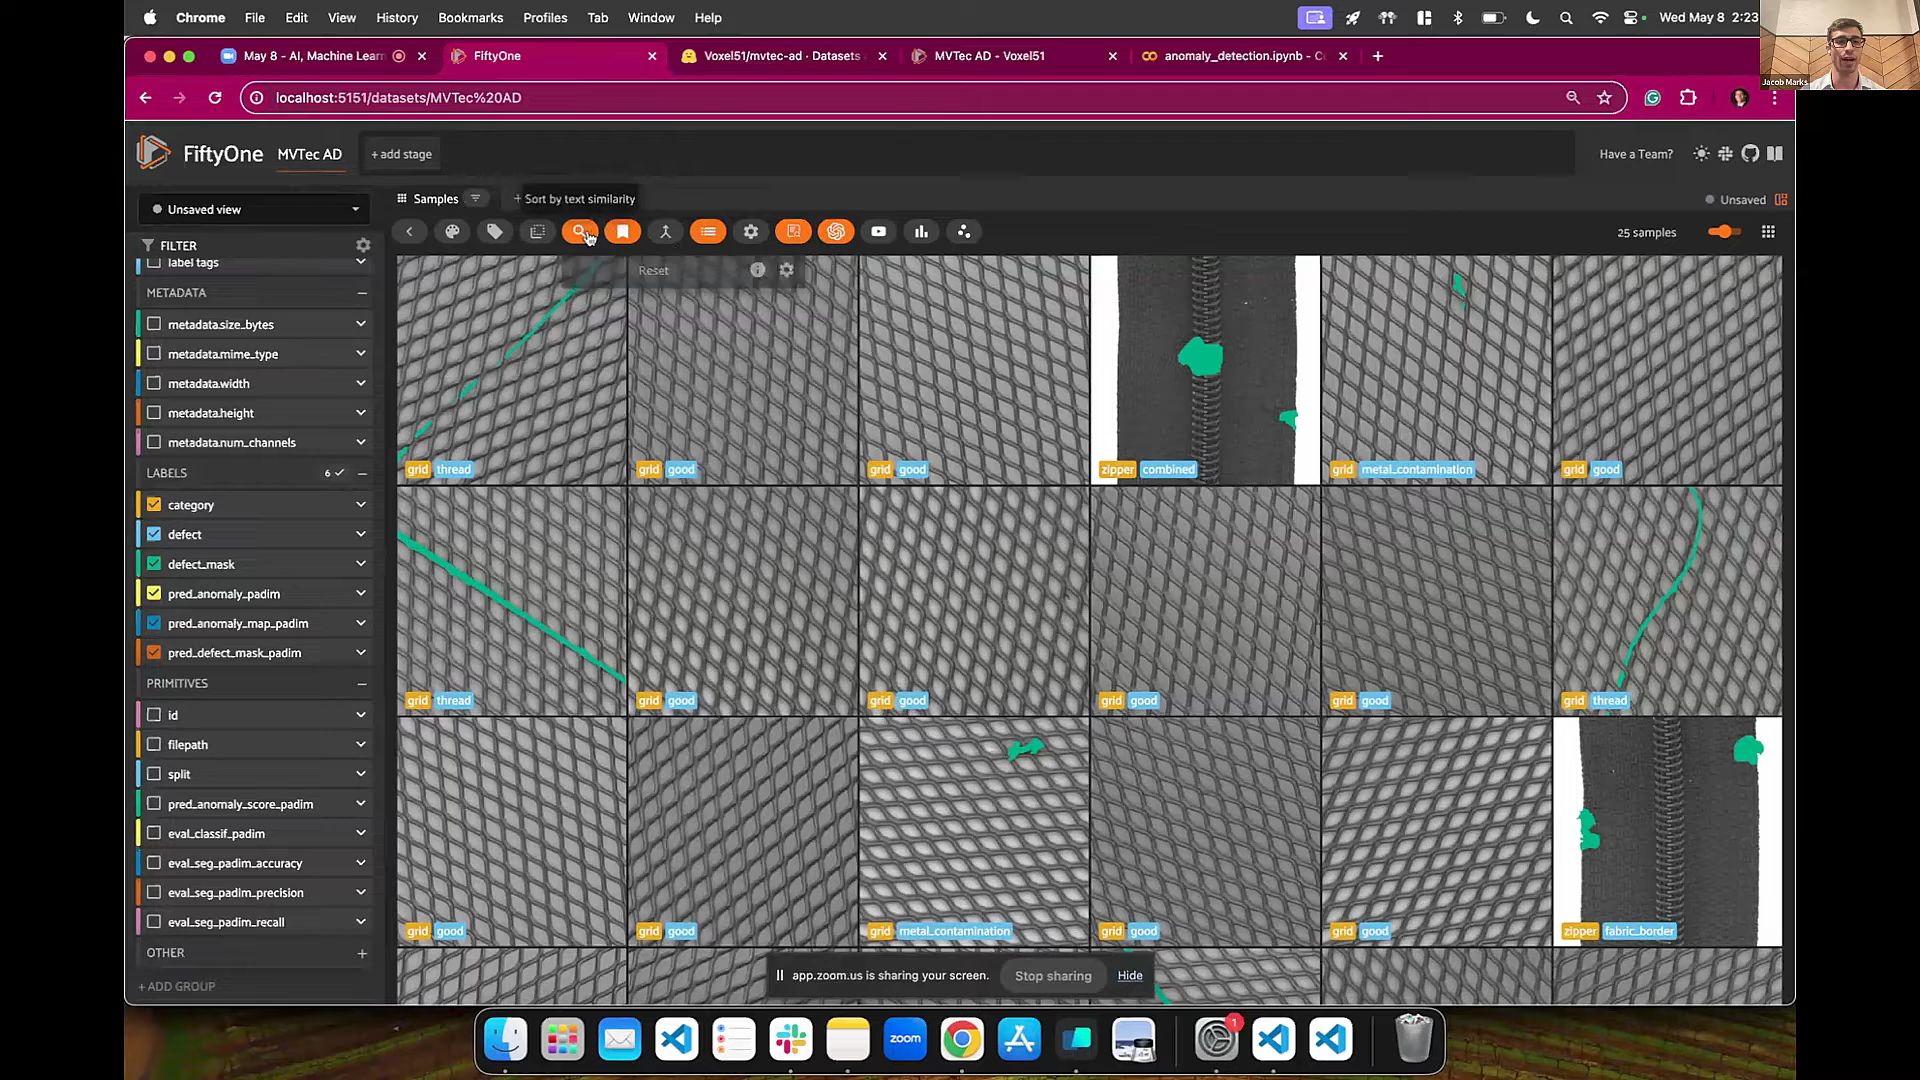 Chrome File Edit View History Bookmarks Profiles Tab Window Help Wed May 8 2:23
May 8 - AI, Machine Learn FiftyOne Voxel51/mvtec-ad · Datasets MVTec AD - Voxel51 anomaly_detection.ipynb - C
localhost:5151/datasets/MVTec%20AD
Jacob Marks
FiftyOne MVTec AD + add stage Have a Team?
Unsaved view Samples + Sort by text similarity Unsaved
25 samples
FILTER
label tags
Reset
METADATA
metadata.size_bytes
metadata.mime_type
metadata.width
metadata.height
metadata.num_channels
LABELS 6
category
defect
defect_mask
pred_anomaly_padim
pred_anomaly_map_padim
pred_defect_mask_padim
PRIMITIVES
id
filepath
split
pred_anomaly_score_padim
eval_classif_padim
eval_seg_padim_accuracy
eval_seg_padim_precision
eval_seg_padim_recall
OTHER
+ ADD GROUP
grid thread grid good grid good zipper combined grid metal_contamination grid good
grid thread grid good grid good grid good grid good grid thread
grid good grid good grid metal_contamination grid good grid good zipper fabric_border
app.zoom.us is sharing your screen. Stop sharing Hide
zoom
1